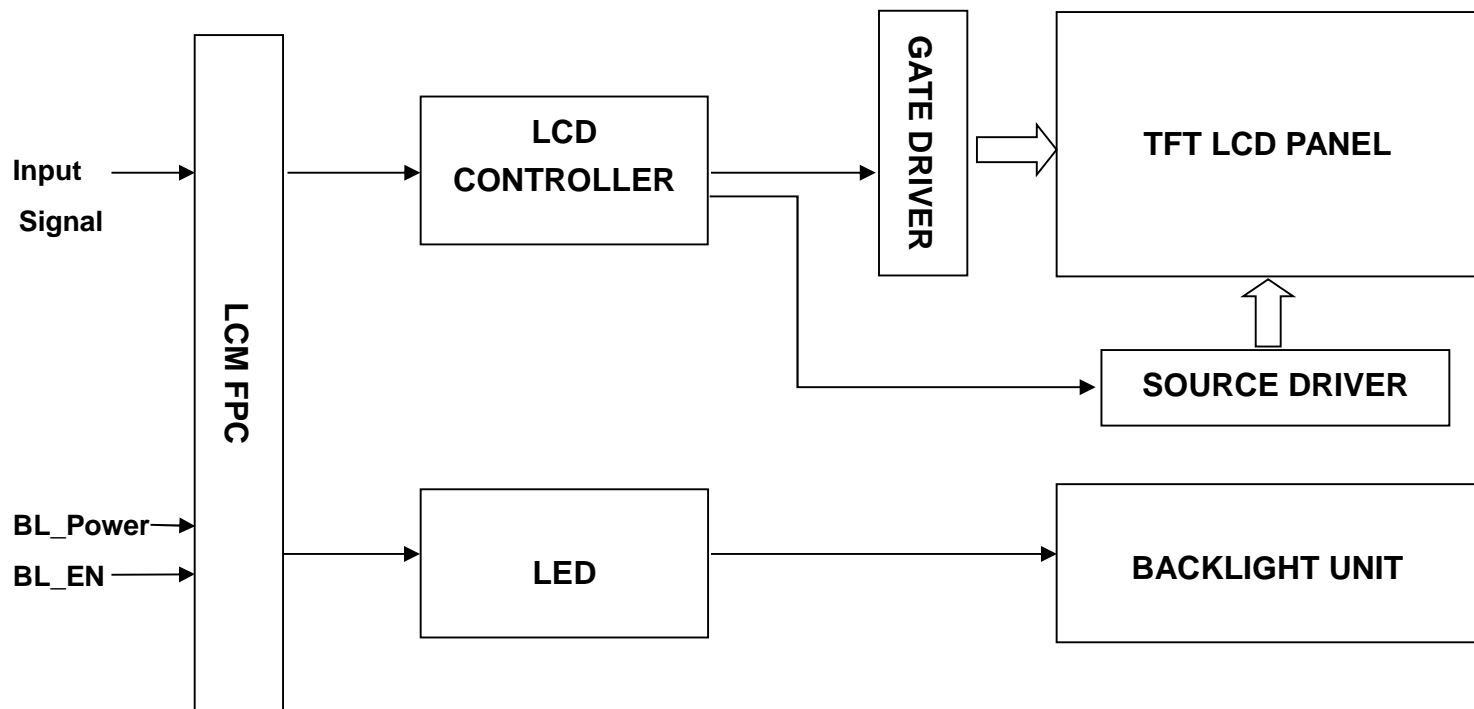 Input
Signal
BL_Power
BL_EN
LCM FPC
LCD
CONTROLLER
GATE DRIVER
TFT LCD PANEL
SOURCE DRIVER
LED
BACKLIGHT UNIT